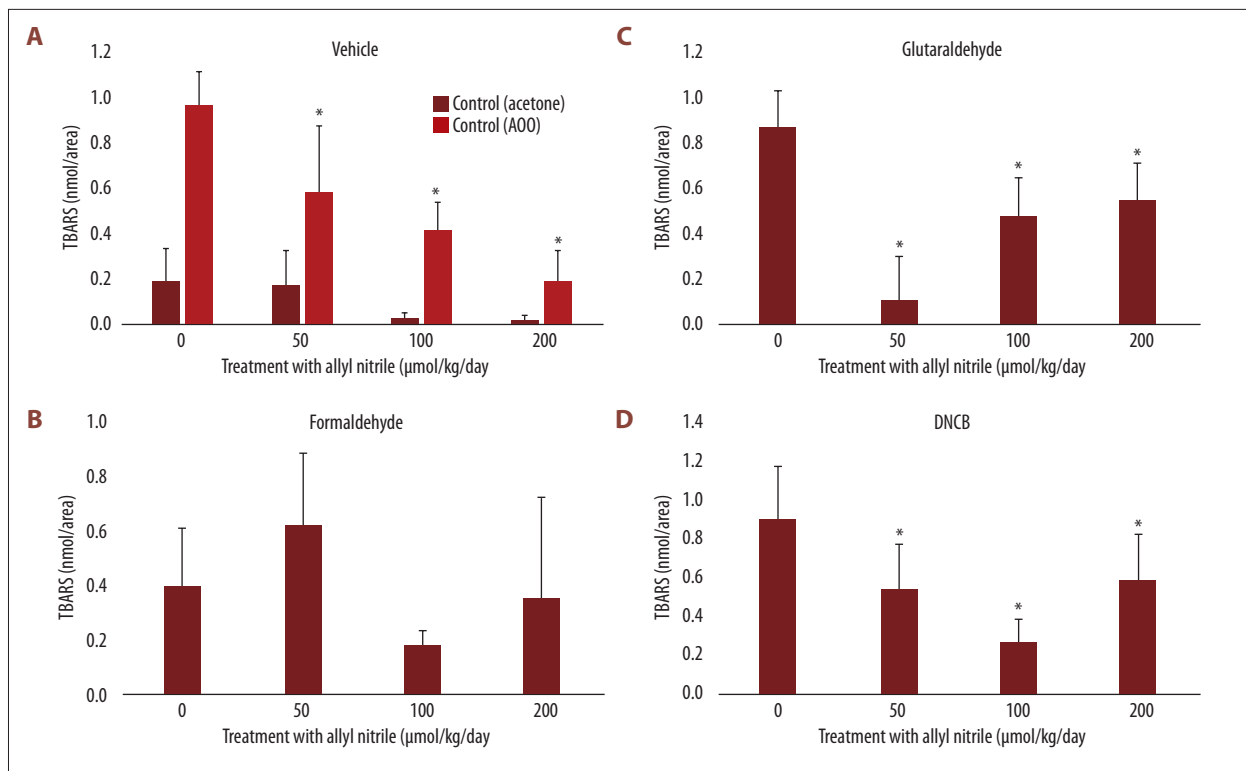 A
Vehicle
1.2
1.0
0.8
0.6
0.4
0.2
0.0
TBARS (nmol/area)
Control (acetone)
Control (AOO)
*
*
*
0 50 100 200
Treatment with allyl nitrile (µmol/kg/day
C
Glutaraldehyde
1.2
1.0
0.8
0.6
0.4
0.2
0.0
TBARS (nmol/area)
*
*
*
0 50 100 200
Treatment with allyl nitrile (µmol/kg/day
B
Formaldehyde
1.0
0.8
0.6
0.4
0.2
0.0
TBARS (nmol/area)
0 50 100 200
Treatment with allyl nitrile (µmol/kg/day
D
DNCB
1.4
1.2
1.0
0.8
0.6
0.4
0.2
0.0
TBARS (nmol/area)
*
*
*
0 50 100 200
Treatment with allyl nitrile (µmol/kg/day